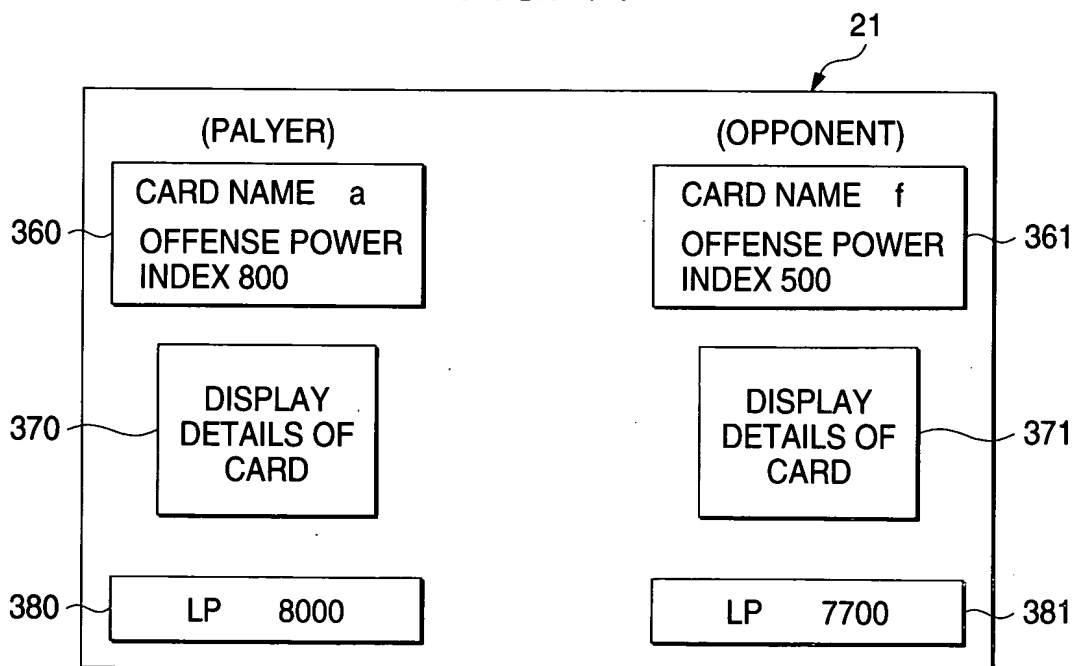 21
(PALYER)
(OPPONENT)
360
CARD NAME a
OFFENSE POWER
INDEX 800
CARD NAME f
OFFENSE POWER
INDEX 500
361
370
DISPLAY
DETAILS OF
CARD
DISPLAY
DETAILS OF
CARD
371
380
LP 8000
LP 7700
381